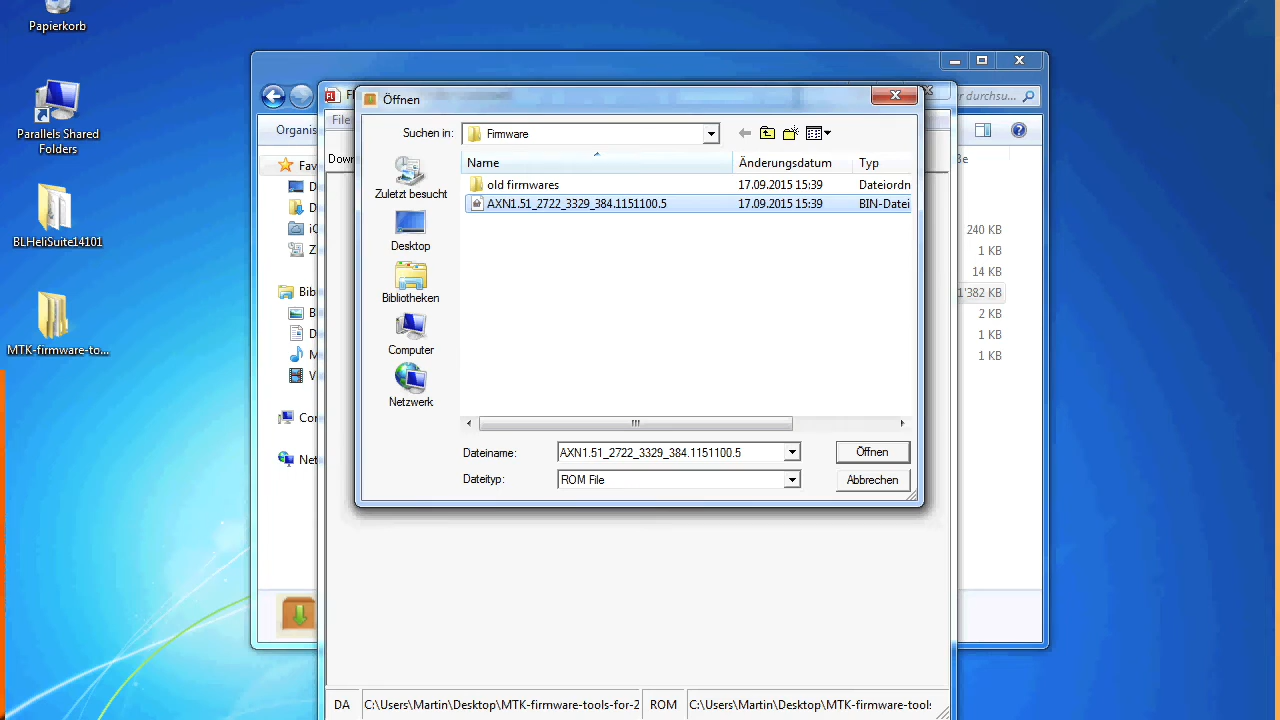 Papierkorb
Parallels Shared
Folders
BLHeliSuite14101
MTK-firmware-to...
r durchsu...
Organis
Fav
Bib
Con
Net
240 KB
1 KB
14 KB
1'382 KB
2 KB
1 KB
1 KB
File
Öffnen
Suchen in:
Firmware
Name
Änderungsdatum
Typ
old firmwares
17.09.2015 15:39
Dateiordn
AXN1.51_2722_3329_384.1151100.5
17.09.2015 15:39
BIN-Datei
Zuletzt besucht
Desktop
Bibliotheken
Computer
Netzwerk
Dateiname:
AXN1.51_2722_3329_384.1151100.5
Öffnen
Dateityp:
ROM File
Abbrechen
DA
C:\Users\Martin\Desktop\MTK-firmware-tools-for-2
ROM
C:\Users\Martin\Desktop\MTK-firmware-tools